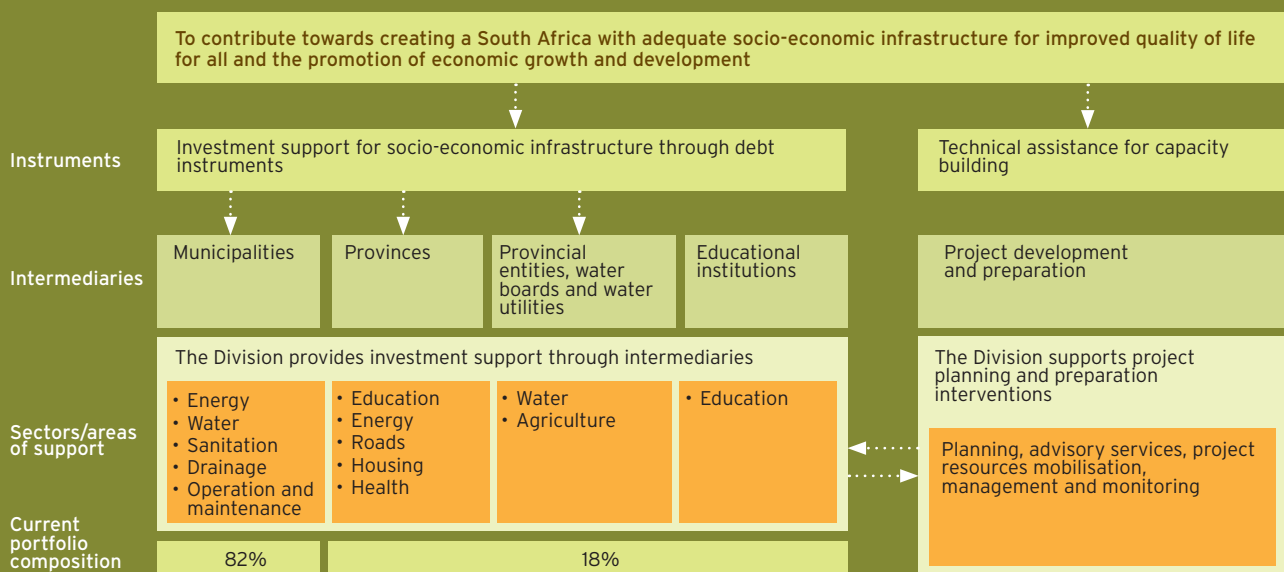 To contribute towards creating a South Africa with adequate socio-economic infrastructure for improved quality of life
for all and the promotion of economic growth and development
Instruments
Investment support for socio-economic infrastructure through debt
instruments
Technical assistance for capacity
building
Intermediaries
Municipalities
Provinces
Provincial
entities, water
boards and water
utilities
Educational
institutions
Project development
and preparation
Sectors/areas
of support
The Division provides investment support through intermediaries
• Energy
• Water
• Sanitation
• Drainage
• Operation and
maintenance
• Education
• Energy
• Roads
• Housing
• Health
• Water
• Agriculture
• Education
The Division supports project
planning and preparation
interventions
Planning, advisory services, project
resources mobilisation,
management and monitoring
Current
portfolio
composition
82%
18%